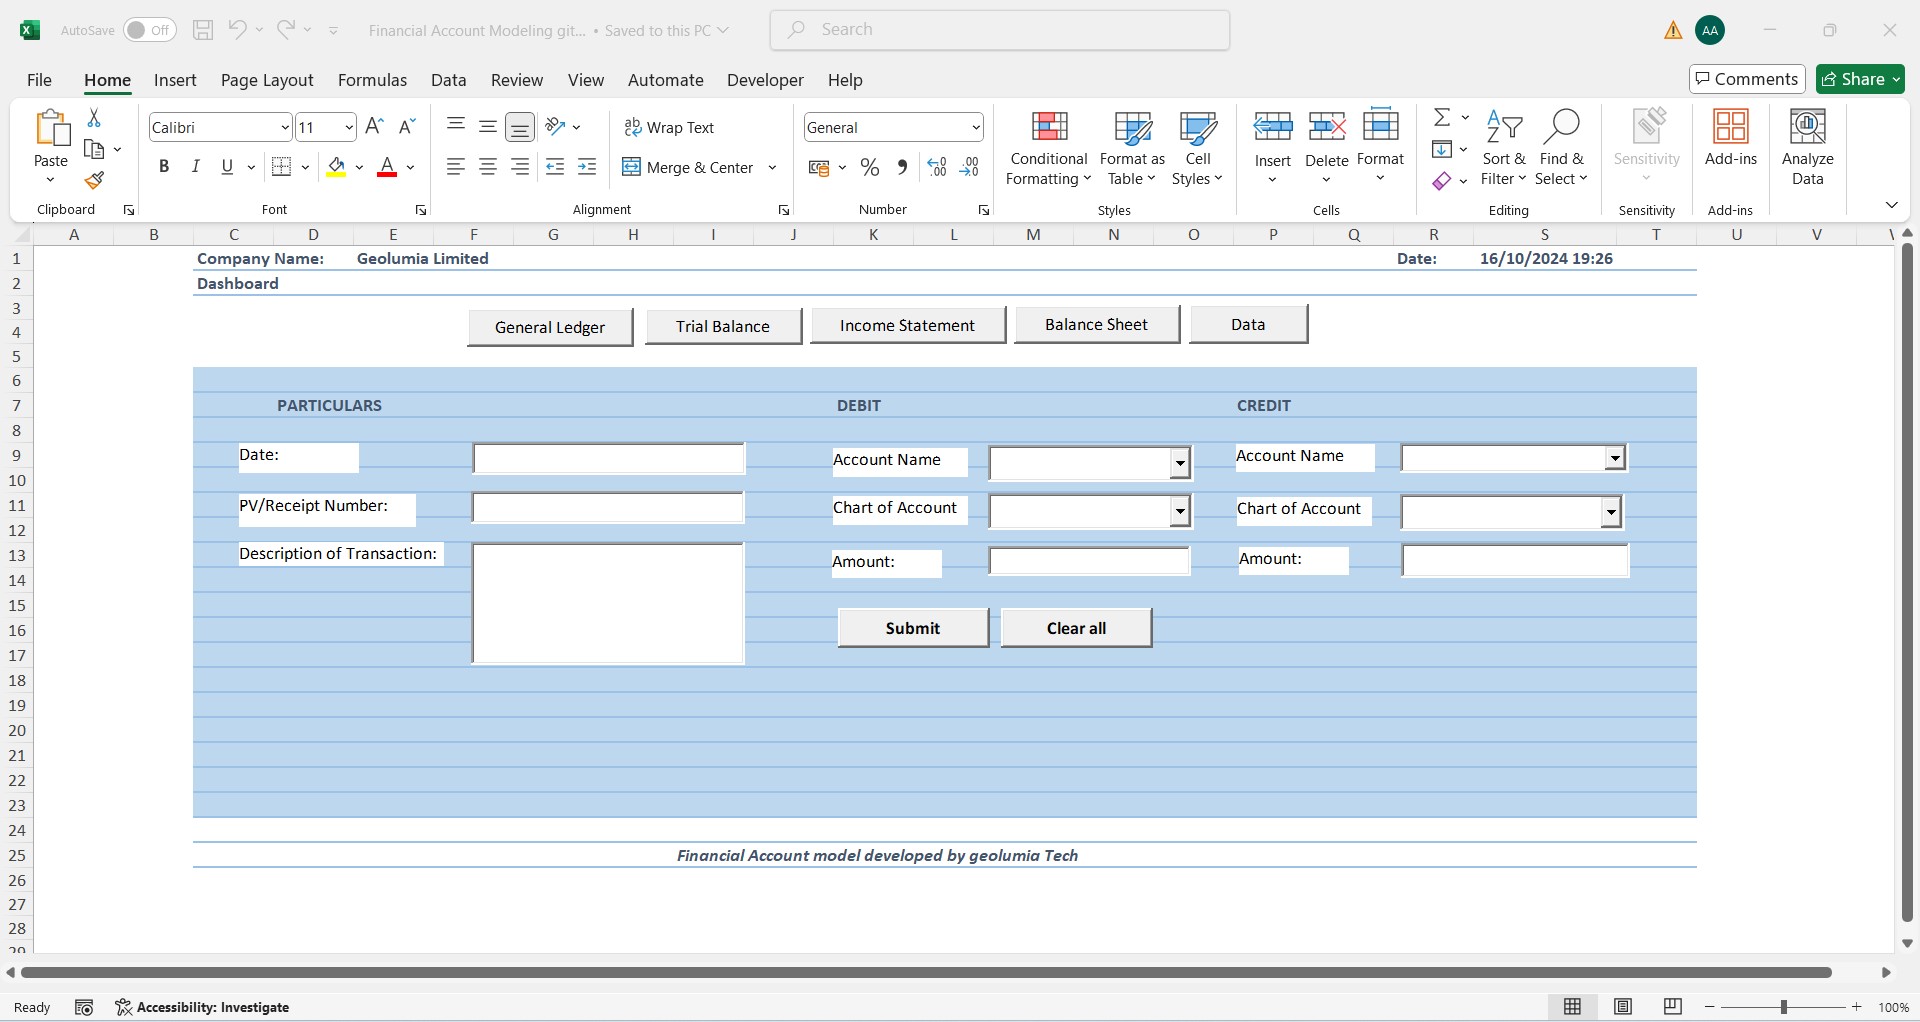 AutoSave Off Financial Account Modeling git... • Saved to this PC Search AA
File Home Insert Page Layout Formulas Data Review View Automate Developer Help Comments Share
Paste Calibri 11 Wrap Text General Conditional Formatting Format as Table Cell Styles Insert Delete Format Sort & Filter Find & Select Sensitivity Add-ins Analyze Data
B I U A Merge & Center % 
Clipboard Font Alignment Number Styles Cells Editing Sensitivity Add-ins
A B C D E F G H I J K L M N O P Q R S T U V
1 Company Name: Geolumia Limited Date: 16/10/2024 19:26
2 Dashboard
3
4 General Ledger Trial Balance Income Statement Balance Sheet Data
5
6
7 PARTICULARS DEBIT CREDIT
8
9 Date: Account Name Account Name
10
11 PV/Receipt Number: Chart of Account Chart of Account
12
13 Description of Transaction: Amount: Amount:
14
15
16 Submit Clear all
17
18
19
20
21
22
23
24
25 Financial Account model developed by geolumia Tech
26
27
28
29
Ready Accessibility: Investigate 100%